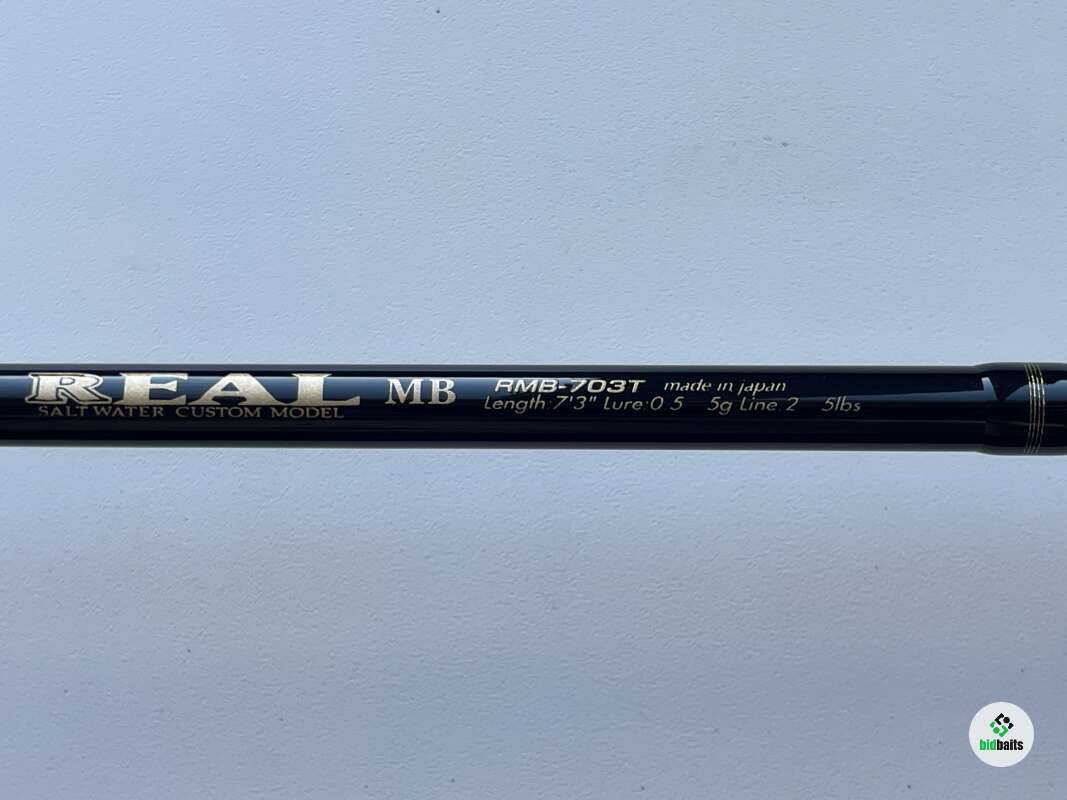 REAL MB RMB-703T made in japan
SALT WATER CUSTOM MODEL Length:7'3" Lure:0 5 5g Line:2 5lbs
bidbaits